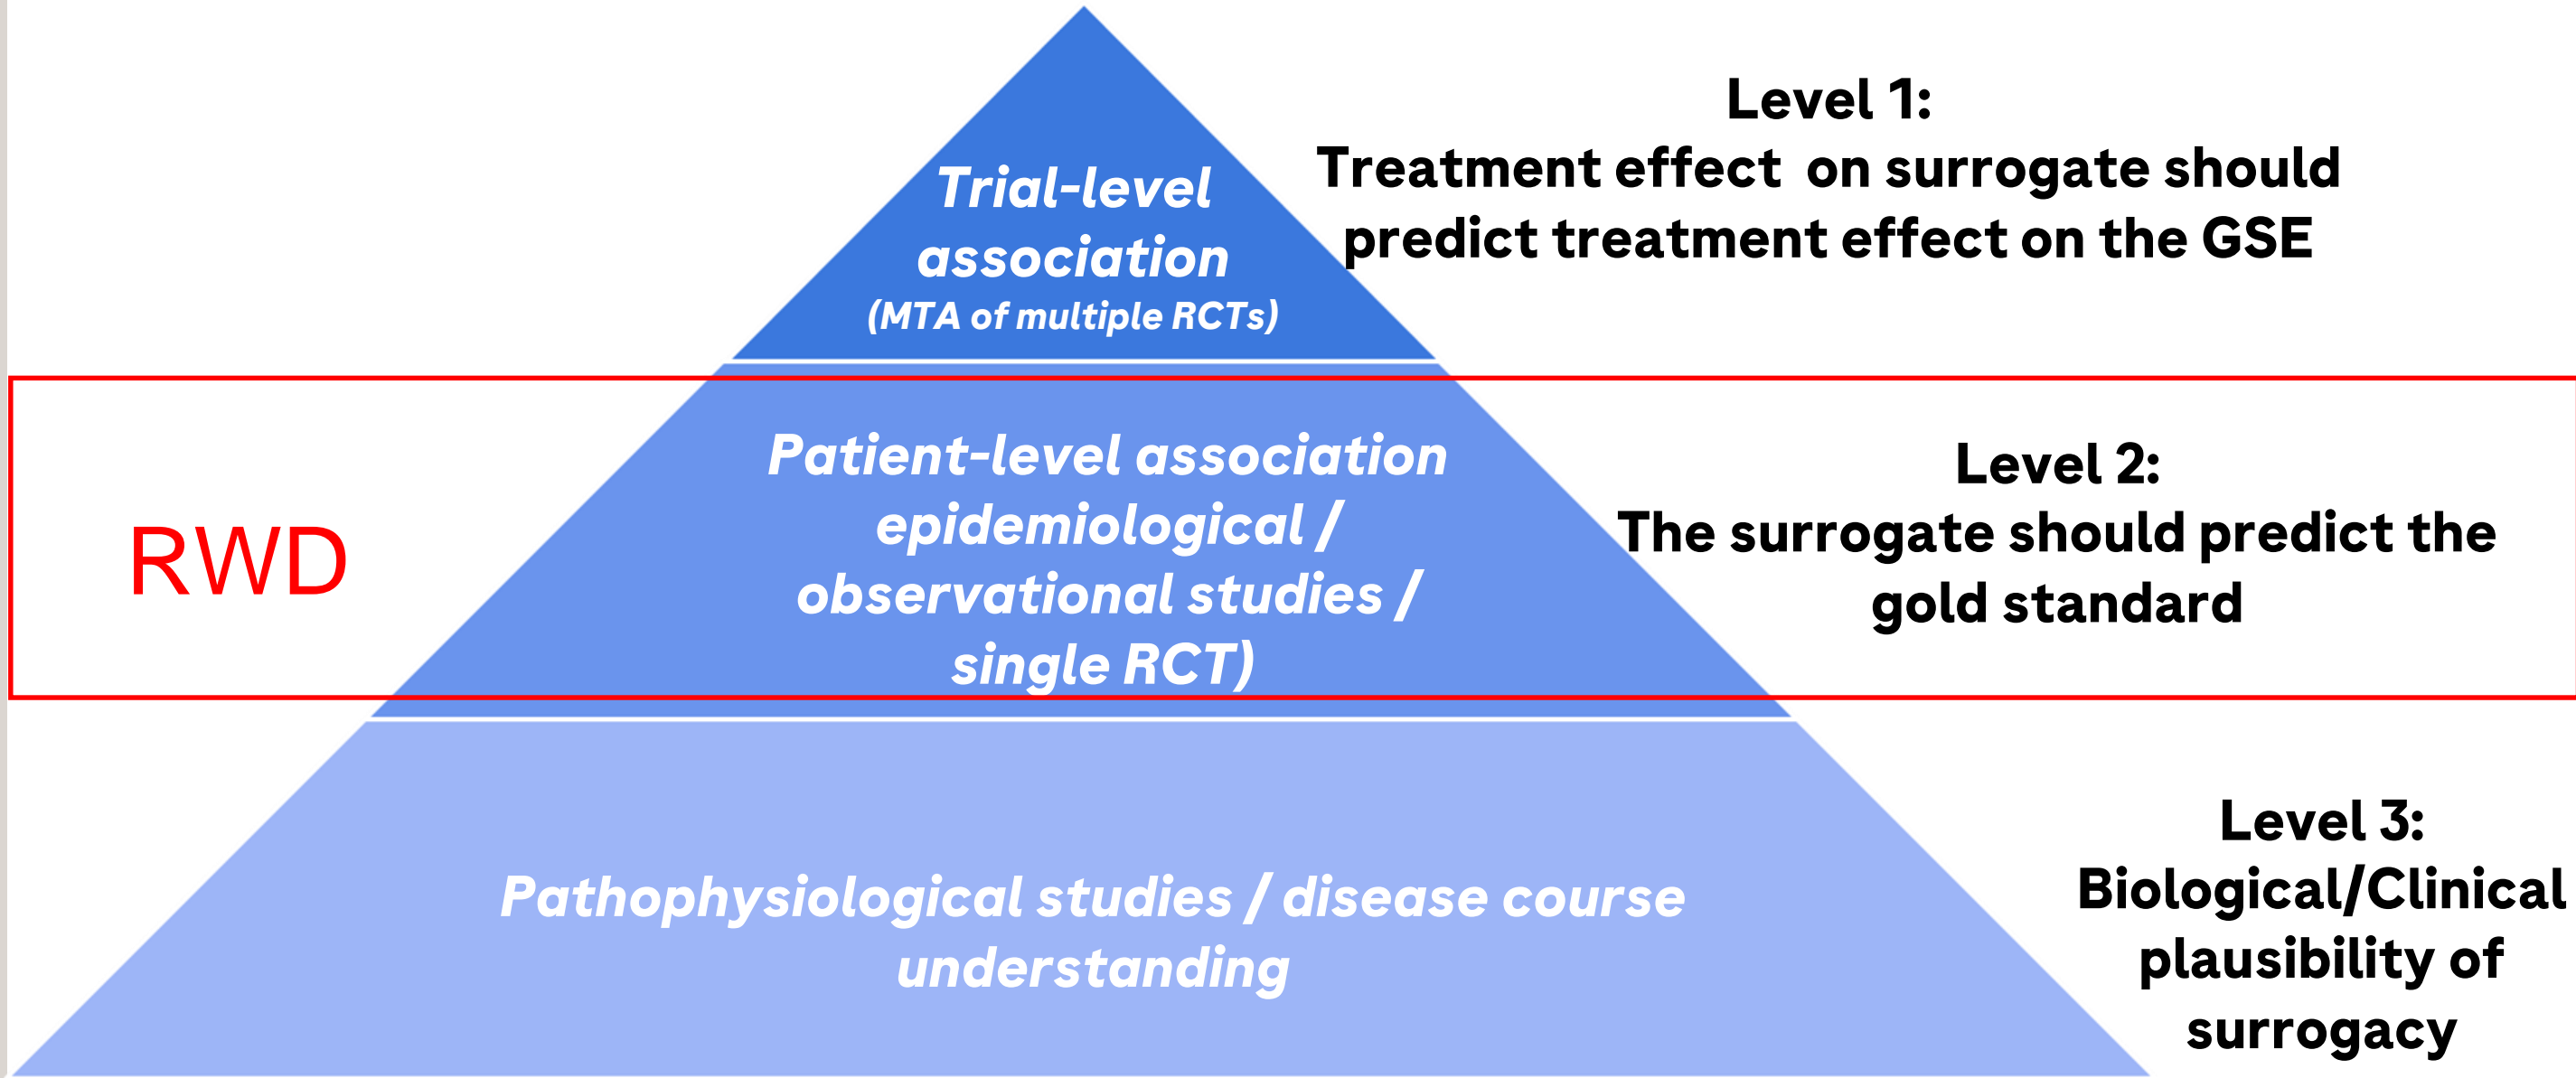 Trial-level
association
(MTA of multiple RCTs)
Level 1:
Treatment effect  on surrogate should
predict treatment effect on the GSE
RWD
Patient-level association
epidemiological /
observational studies /
single RCT)
Level 2:
The surrogate should predict the
gold standard
Pathophysiological studies / disease course
understanding
Level 3:
Biological/Clinical
plausibility of
surrogacy